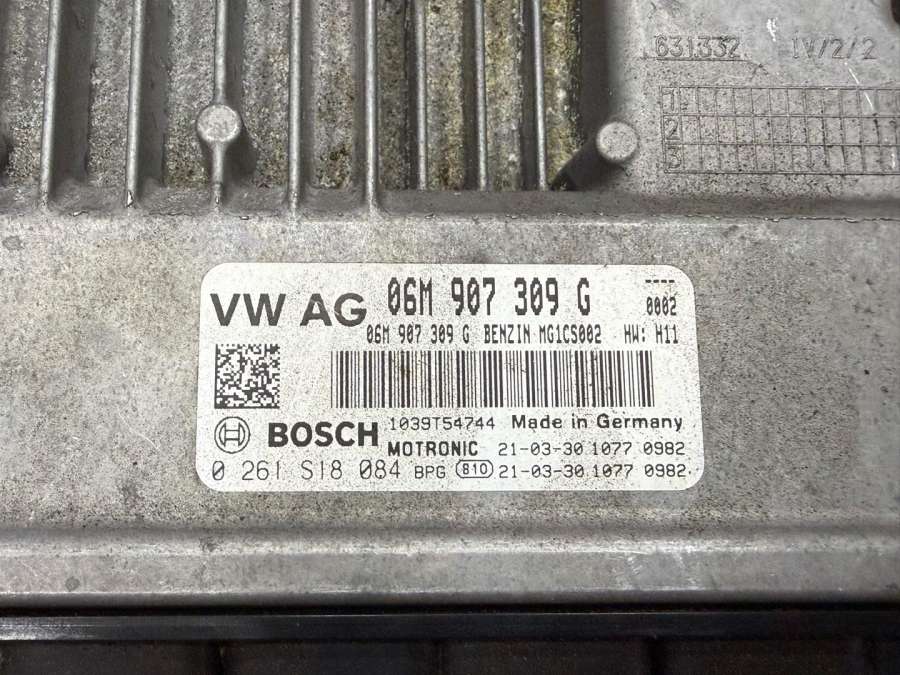 631332 IV/2/2
1
2
3
VW AG 06M 907 309 G ----
0002
06M 907 309 G BENZIN MG1CS002 HW: H11
BOSCH 1039T54744 Made in Germany
MOTRONIC 21-03-30 1077 0982
0 261 S18 084 BPG 810 21-03-30 1077 0982